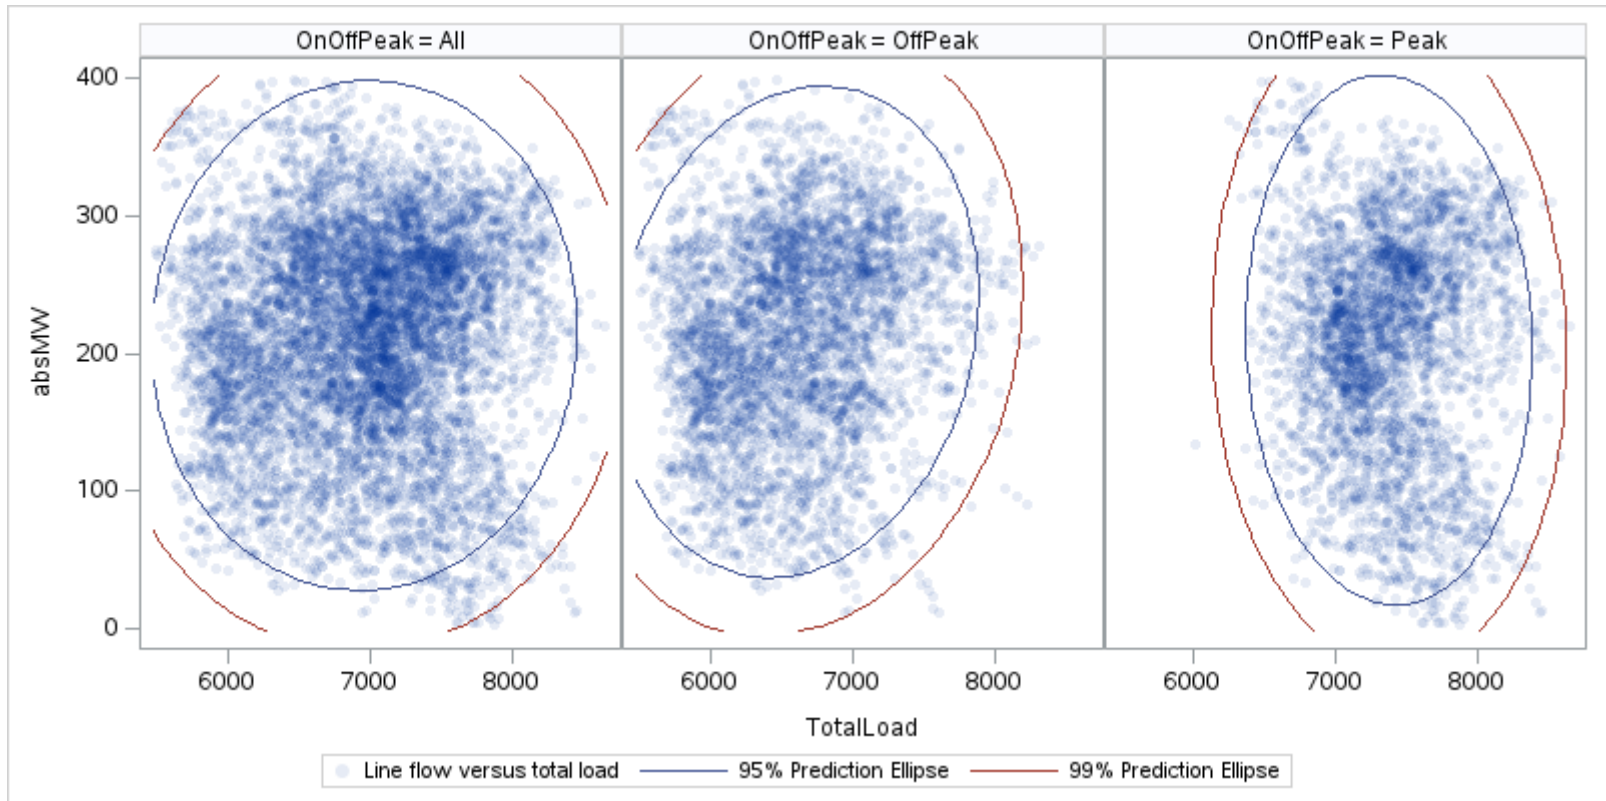 OnOffPeak = All
OnOffPeak = OffPeak
OnOffPeak = Peak
400
300
200
100
0
absMW
6000 7000 8000
6000 7000 8000
6000 7000 8000
TotalLoad
Line flow versus total load
95% Prediction Ellipse
99% Prediction Ellipse